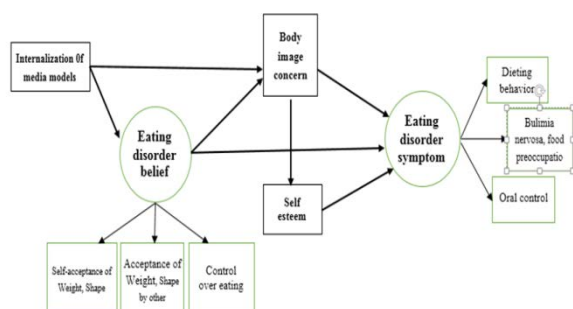 Internalization 0f
media models
Body
image
concern
Eating
disorder
belief
Eating
disorder
symptom
Self
esteem
Dieting
behavior
Bulimia
nervosa, food
preoccupatio
Oral control
Self-acceptance of
Weight, Shape
Acceptance of
Weight, Shape
by other
Control
over eating